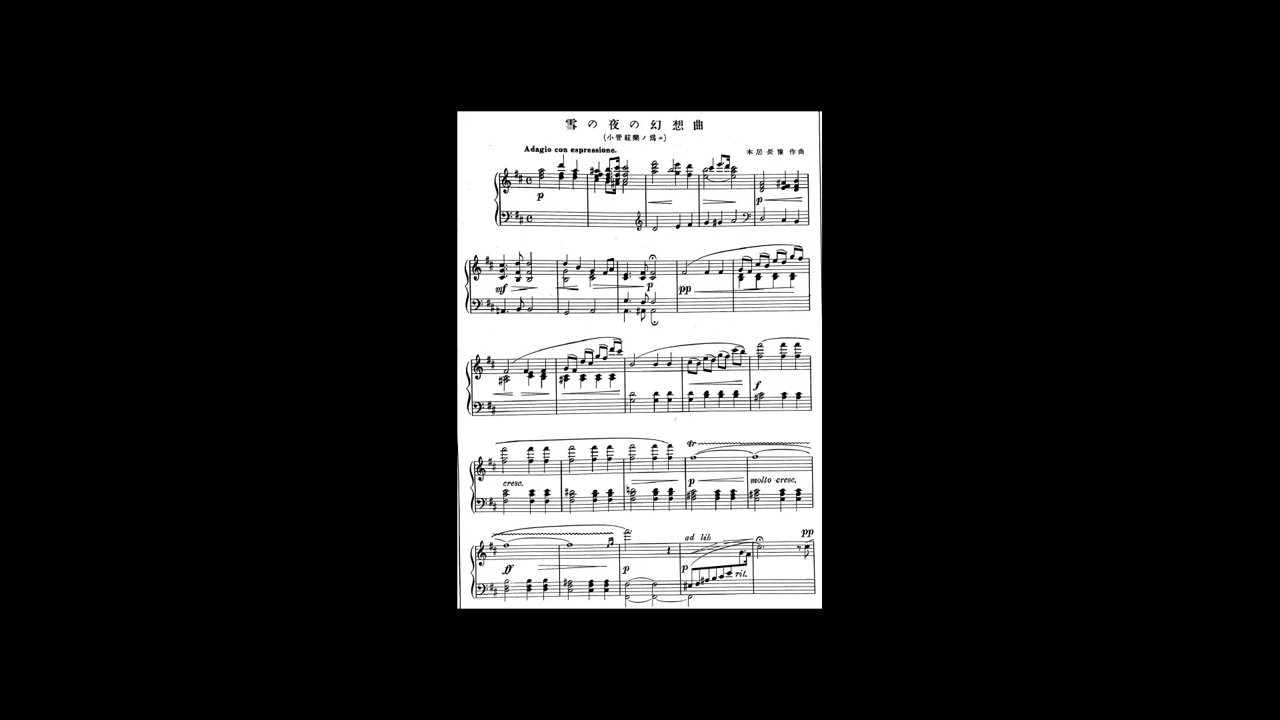 雪の夜の幻想曲
(小管絃樂ノ爲ニ)
Adagio con espressione.
本居長豫 作曲
p
p
mf
p
pp
f
cresc.
tr
p
molto cresc.
ff
p
ad lib
p
rit.
pp